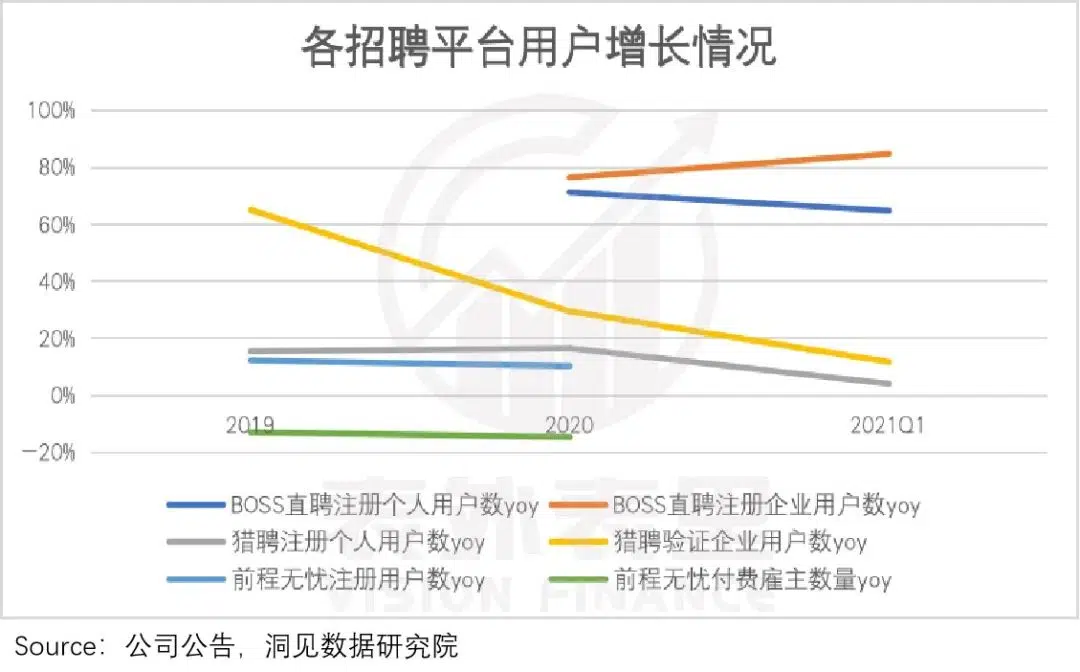 各招聘平台用户增长情况
100%
80%
60%
40%
20%
0%
-20%
2019 2020 2021Q1
BOSS直聘注册个人用户数yoy BOSS直聘注册企业用户数yoy
猎聘注册个人用户数yoy 猎聘验证企业用户数yoy
前程无忧注册用户数yoy 前程无忧付费雇主数量yoy
VISION FINANCE
Source：公司公告，洞见数据研究院